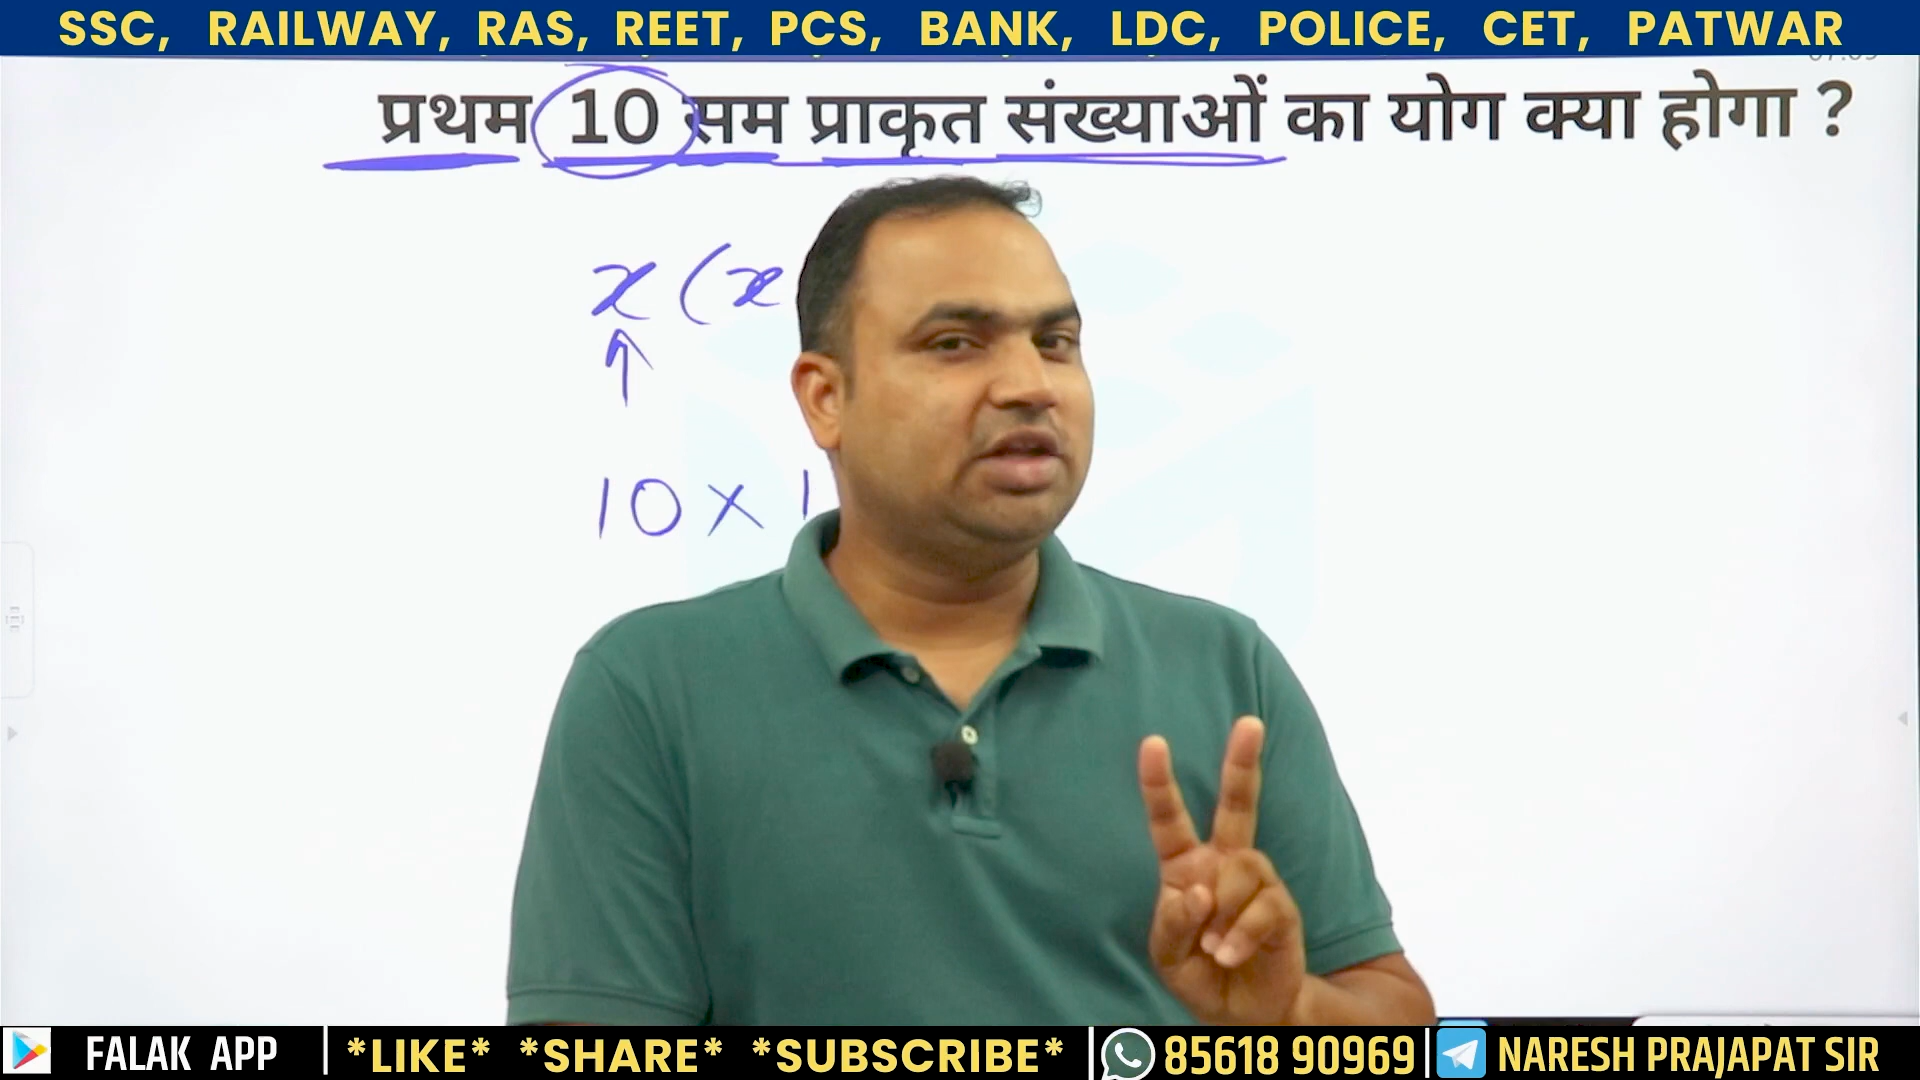 SSC, RAILWAY, RAS, REET, PCS, BANK, LDC, POLICE, CET, PATWAR
प्रथम 10 सम प्राकृत संख्याओं का योग क्या होगा ?
x (x
10 × 1
FALAK APP *LIKE* *SHARE* *SUBSCRIBE* 85618 90969 NARESH PRAJAPAT SIR